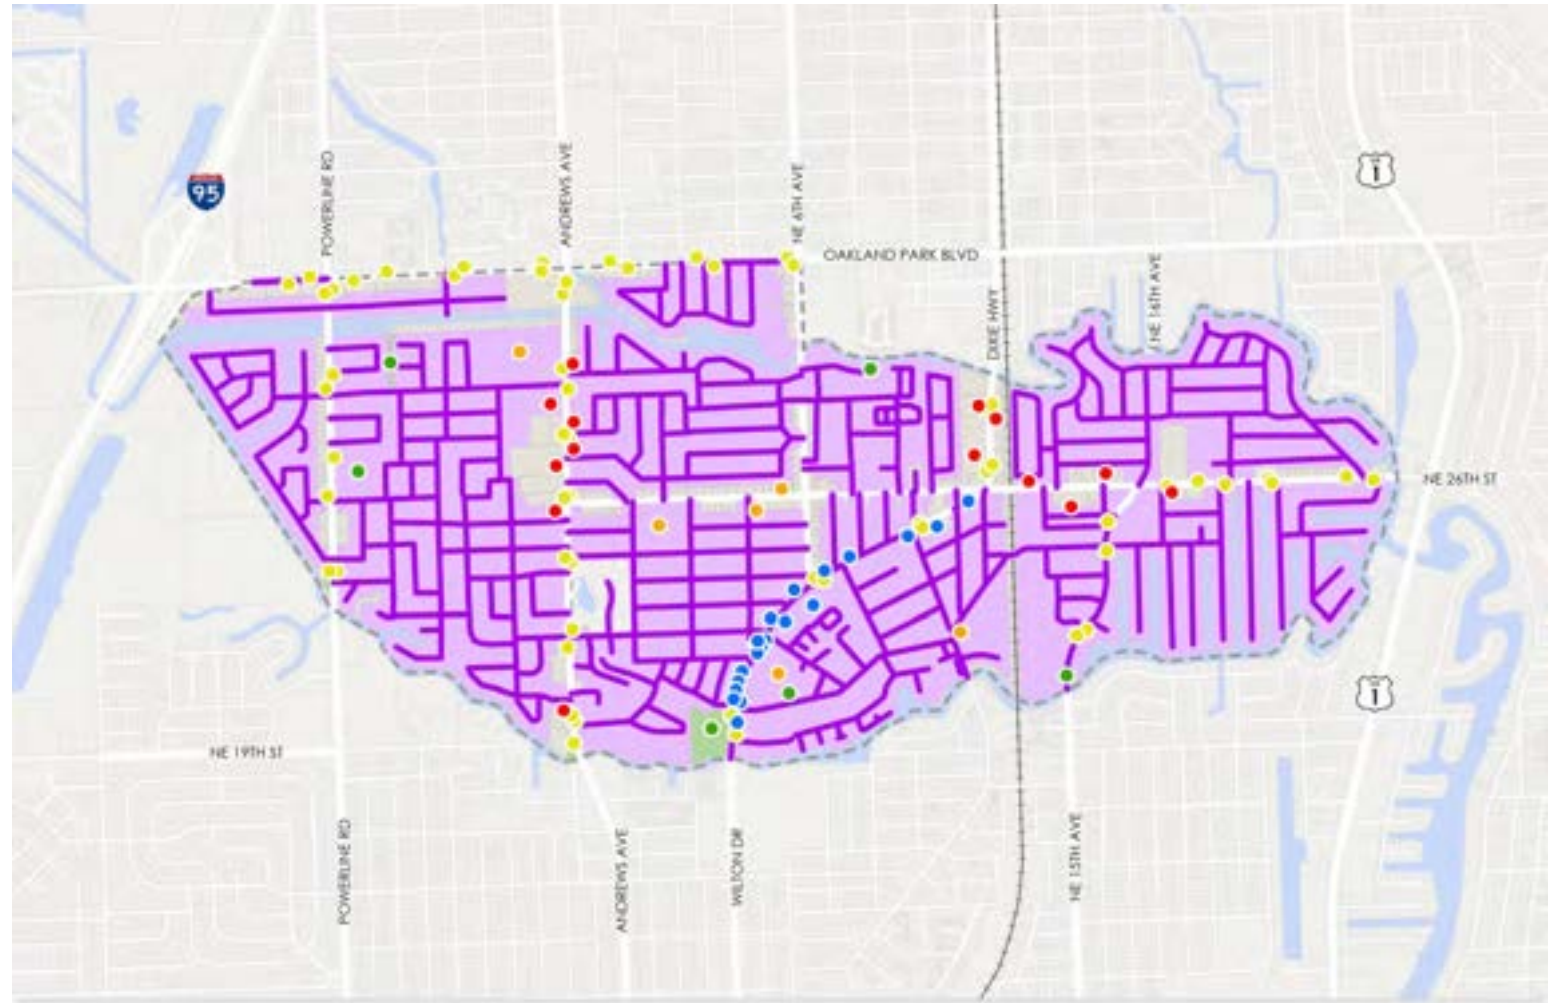 POWERLINE RD
ANDREWS AVE
NE 6TH AVE
1
95
OAKLAND PARK BLVD
NE 16TH AVE
DIXIE HWY
NE 26TH ST
1
NE 19TH ST
POWERLINE RD
ANDREWS AVE
WILTON DR
NE 15TH AVE